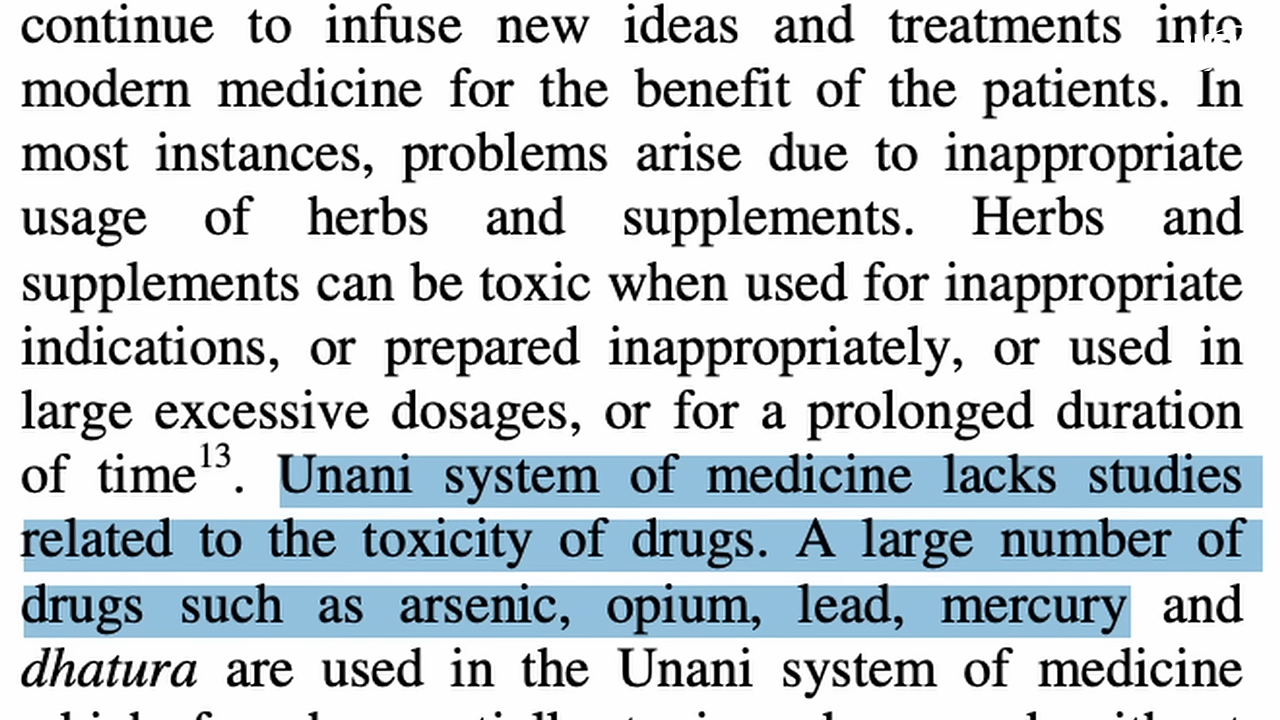 continue to infuse new ideas and treatments into
modern medicine for the benefit of the patients. In
most instances, problems arise due to inappropriate
usage of herbs and supplements. Herbs and
supplements can be toxic when used for inappropriate
indications, or prepared inappropriately, or used in
large excessive dosages, or for a prolonged duration
of time13. Unani system of medicine lacks studies
related to the toxicity of drugs. A large number of
drugs such as arsenic, opium, lead, mercury and
dhatura are used in the Unani system of medicine